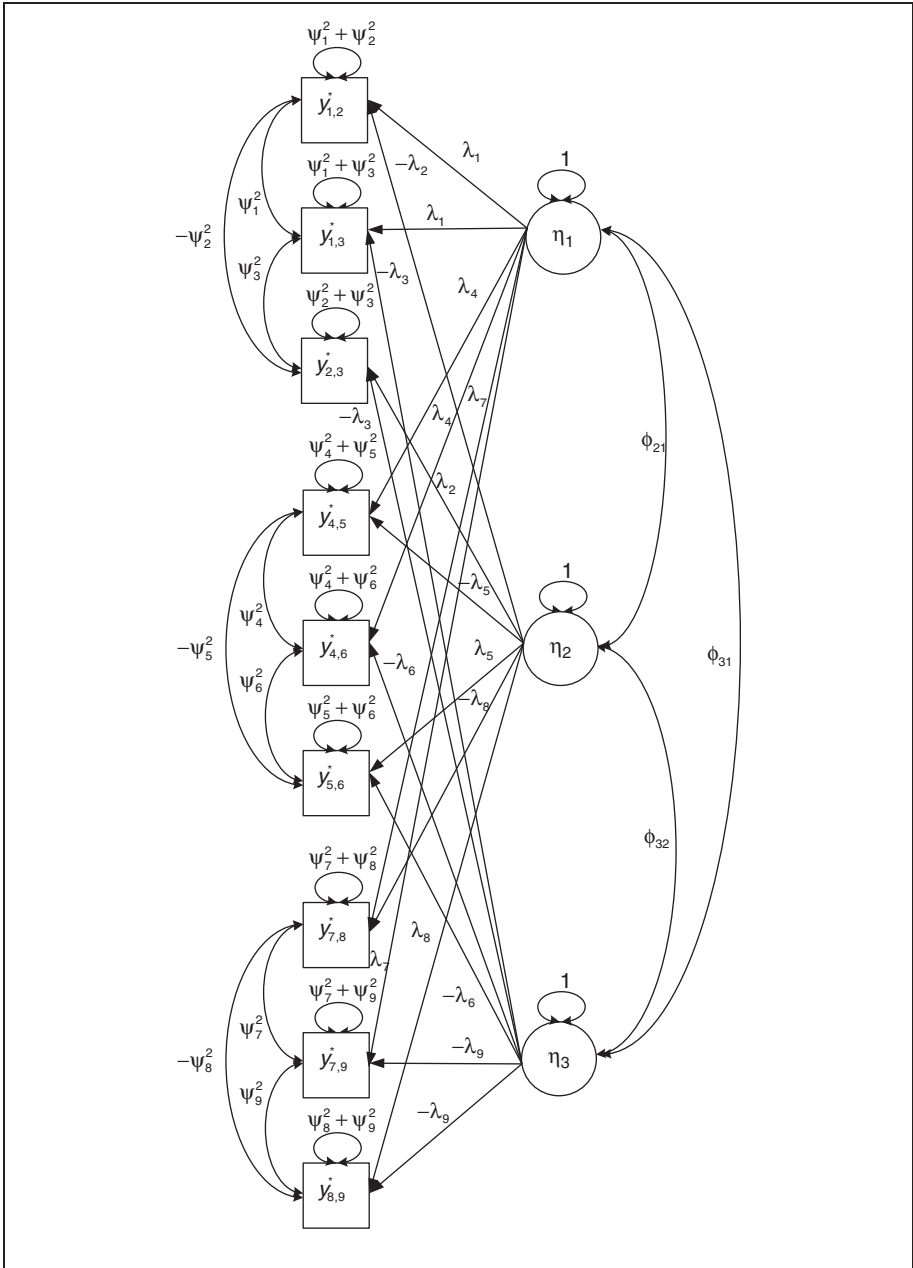 ψ₁² + ψ₂²
y*₁,₂
λ₁
−λ₂
1
ψ₁² + ψ₃²
ψ₁²
λ₁
y*₁,₃
η₁
−ψ₂²
ψ₃²
−λ₃
λ₄
ψ₂² + ψ₃²
y*₂,₃
λ₇
−λ₃
λ₄
ψ₄² + ψ₅²
ϕ₂₁
λ₂
y*₄,₅
−λ₅
1
ψ₄² + ψ₆²
ψ₄²
−ψ₅²
y*₄,₆
λ₅
η₂
ϕ₃₁
−λ₆
ψ₆²
−λ₈
ψ₅² + ψ₆²
y*₅,₆
ϕ₃₂
ψ₇² + ψ₈²
y*₇,₈
λ₈
λ₇
1
ψ₇² + ψ₉²
−λ₆
ψ₇²
−ψ₈²
y*₇,₉
−λ₉
η₃
ψ₉²
−λ₉
ψ₈² + ψ₉²
y*₈,₉